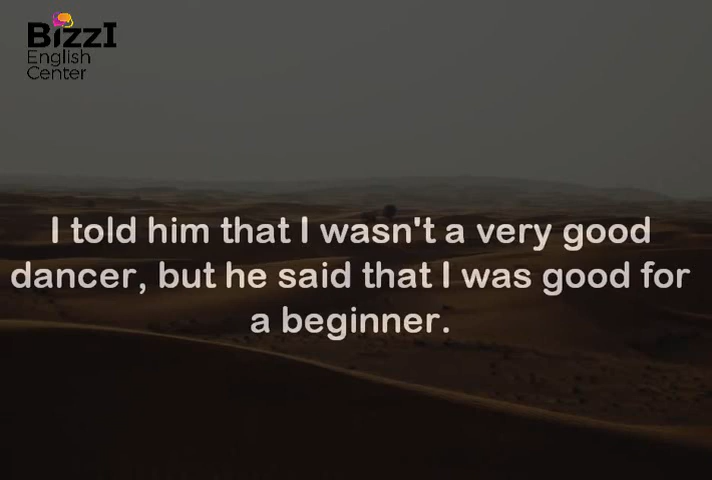 BizzI
English
Center
I told him that I wasn't a very good
dancer, but he said that I was good for
a beginner.